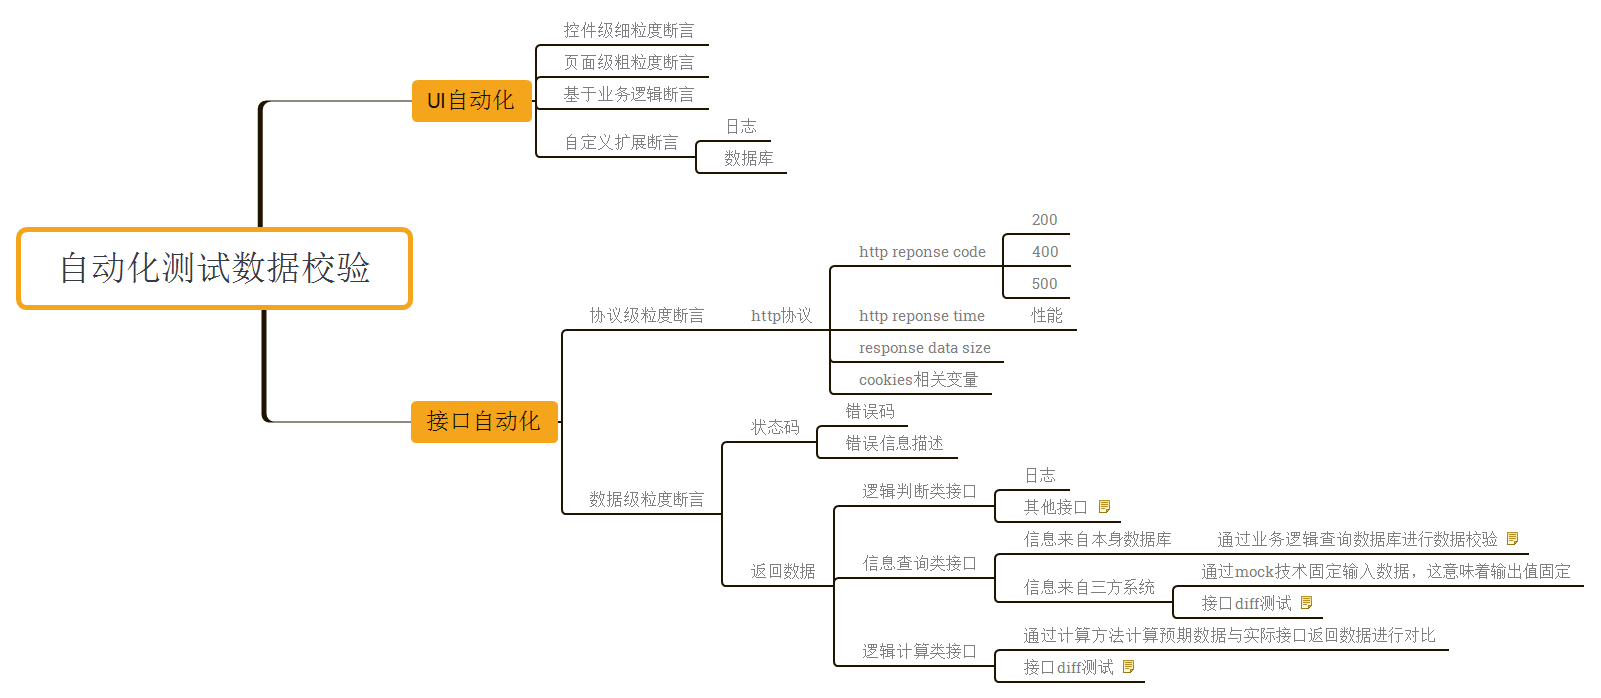 自动化测试数据校验
UI自动化
控件级细粒度断言
页面级粗粒度断言
基于业务逻辑断言
自定义扩展断言
日志
数据库
接口自动化
协议级粒度断言
http协议
http reponse code
200
400
500
http reponse time
性能
response data size
cookies相关变量
数据级粒度断言
状态码
错误码
错误信息描述
返回数据
逻辑判断类接口
日志
其他接口
信息查询类接口
信息来自本身数据库
通过业务逻辑查询数据库进行数据校验
信息来自三方系统
通过mock技术固定输入数据，这意味着输出值固定
接口diff测试
逻辑计算类接口
通过计算方法计算预期数据与实际接口返回数据进行对比
接口diff测试